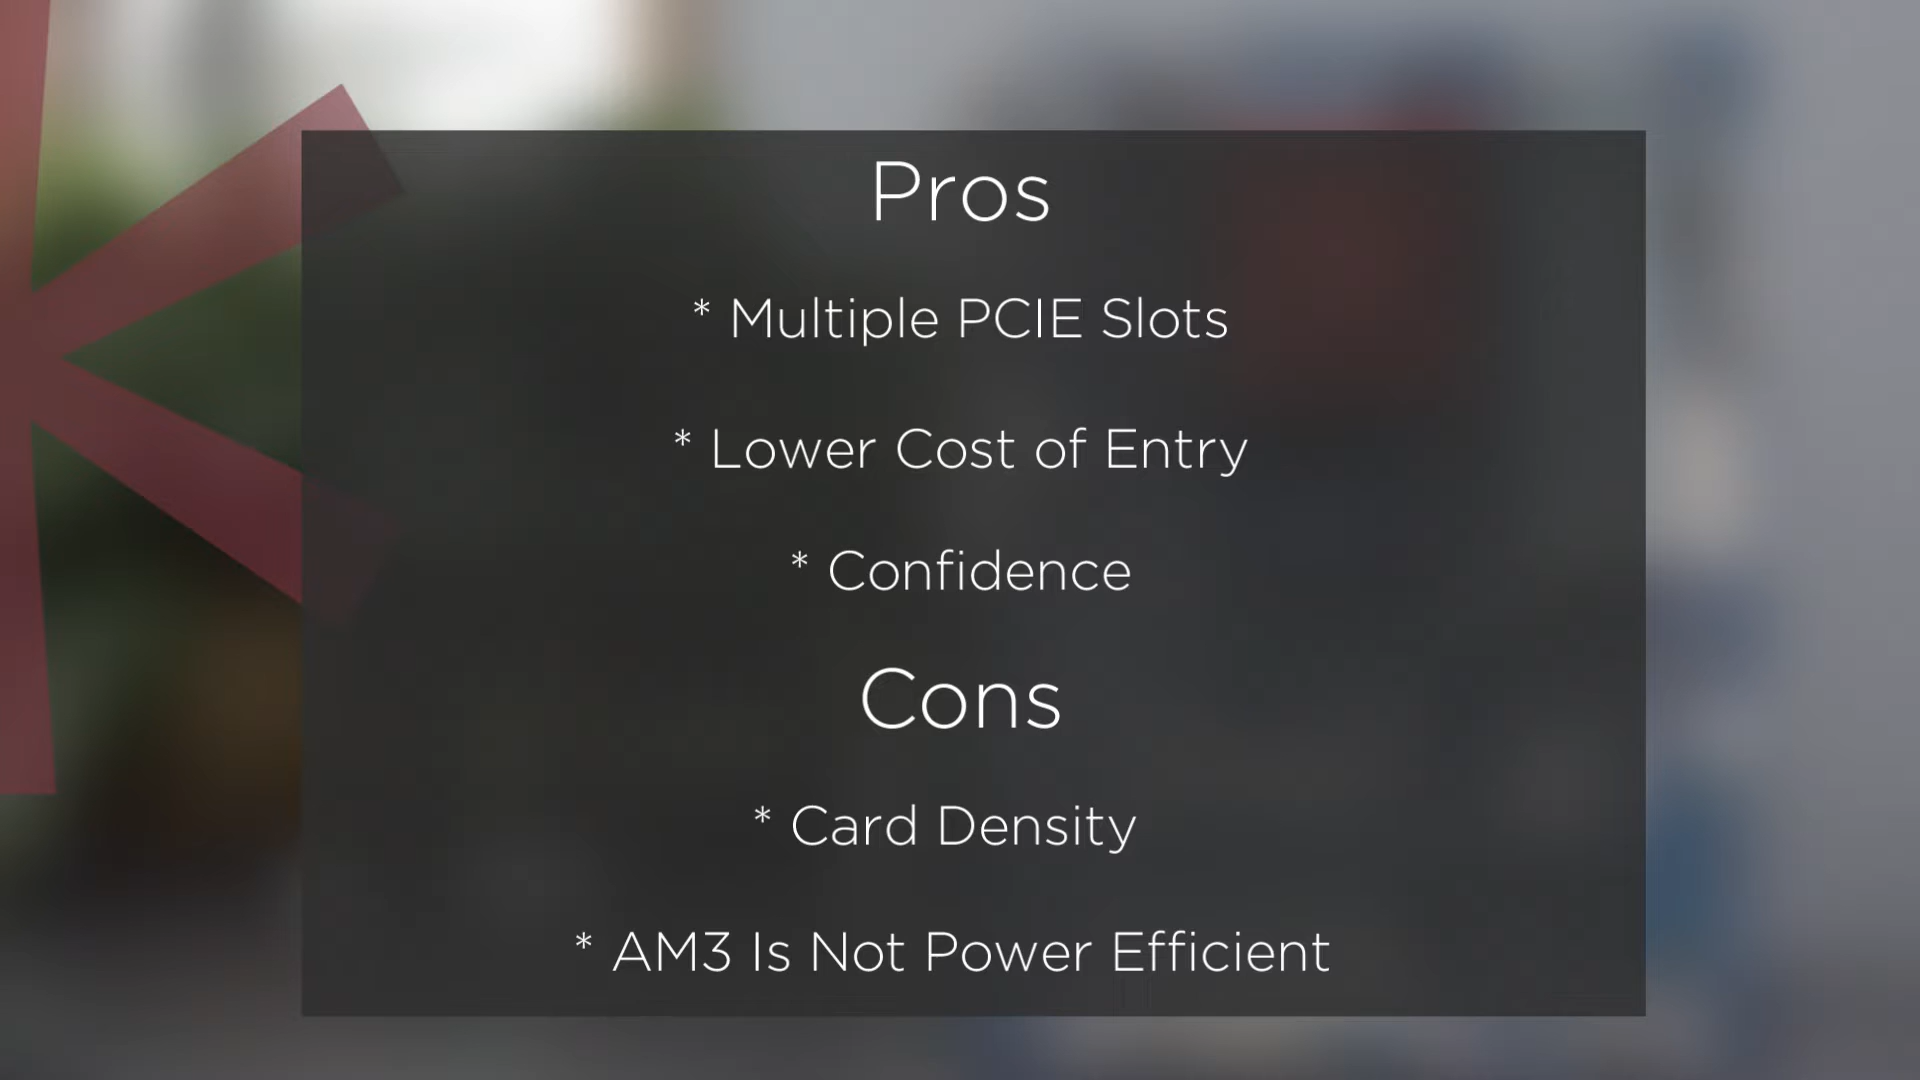 Pros
* Multiple PCIE Slots
* Lower Cost of Entry
* Confidence
Cons
* Card Density
* AM3 Is Not Power Efficient